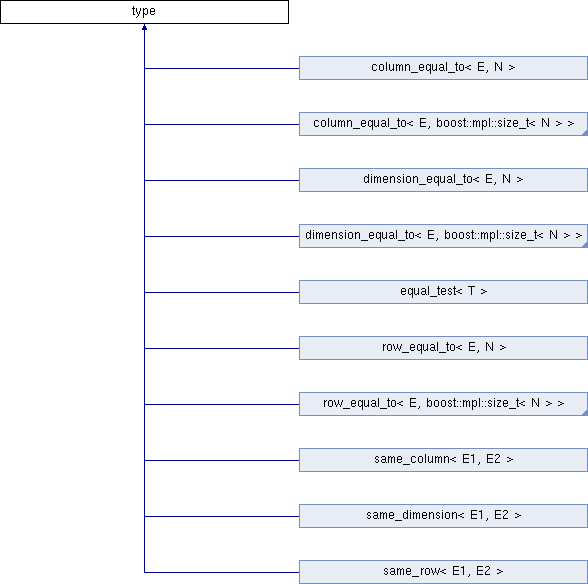 type
column_equal_to< E, N >
column_equal_to< E, boost::mpl::size_t< N > >
dimension_equal_to< E, N >
dimension_equal_to< E, boost::mpl::size_t< N > >
equal_test< T >
row_equal_to< E, N >
row_equal_to< E, boost::mpl::size_t< N > >
same_column< E1, E2 >
same_dimension< E1, E2 >
same_row< E1, E2 >